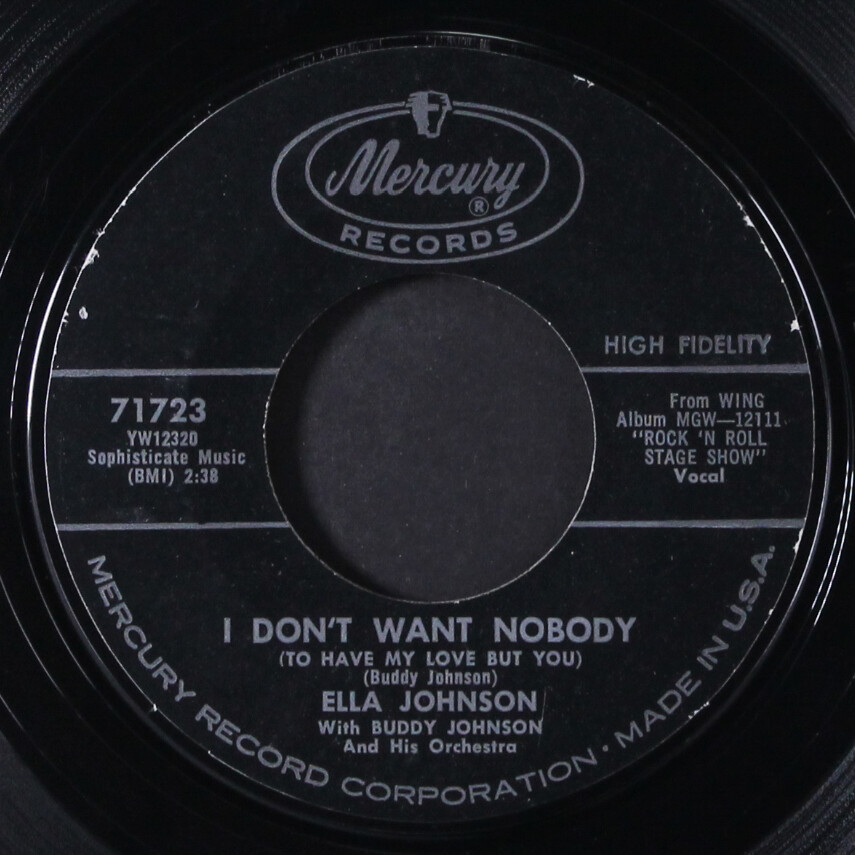 Mercury
®
RECORDS
HIGH FIDELITY
71723
YW12320
Sophisticate Music
(BMI) 2:38
From WING
Album MGW—12111
"ROCK 'N ROLL
STAGE SHOW"
Vocal
I DON'T WANT NOBODY
(TO HAVE MY LOVE BUT YOU)
(Buddy Johnson)
ELLA JOHNSON
With BUDDY JOHNSON
And His Orchestra
MERCURY RECORD CORPORATION • MADE IN U.S.A.